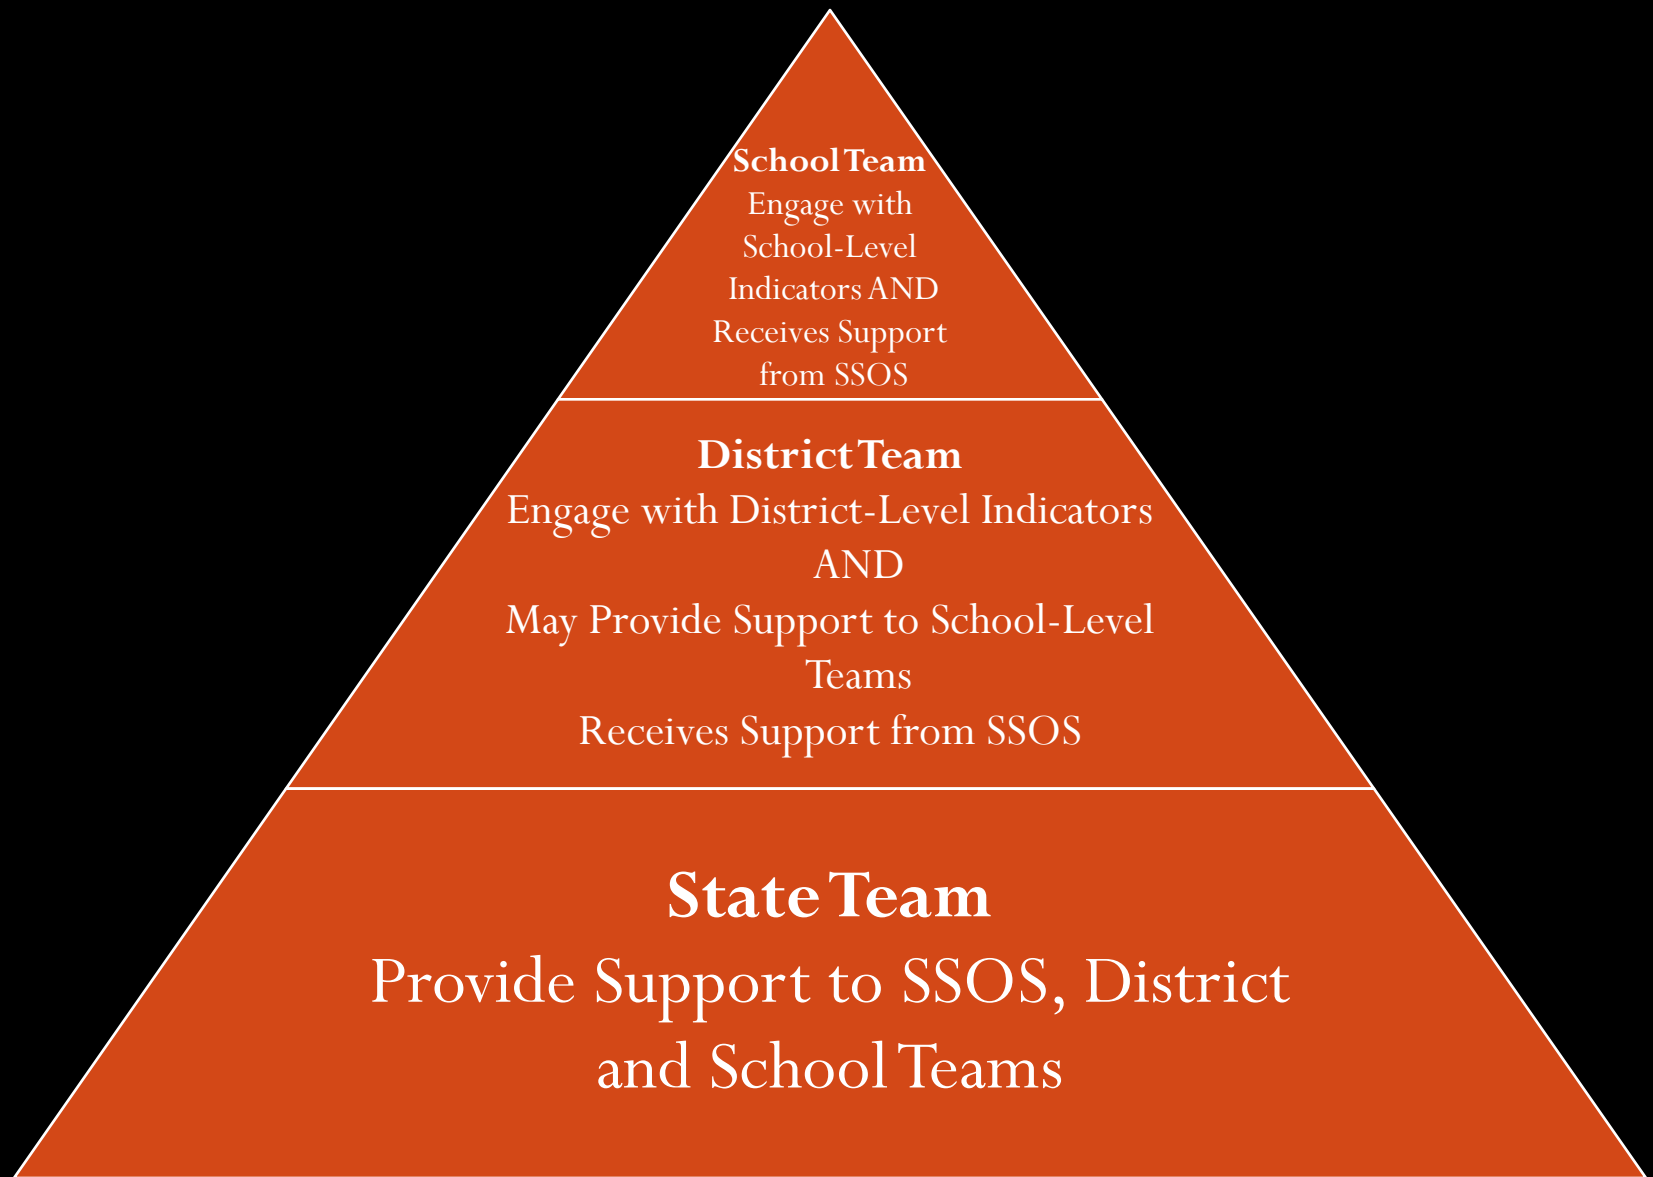 School Team
Engage with
School-Level
Indicators AND
Receives Support
from SSOS
District Team
Engage with District-Level Indicators
AND
May Provide Support to School-Level
Teams
Receives Support from SSOS
State Team
Provide Support to SSOS, District
and School Teams